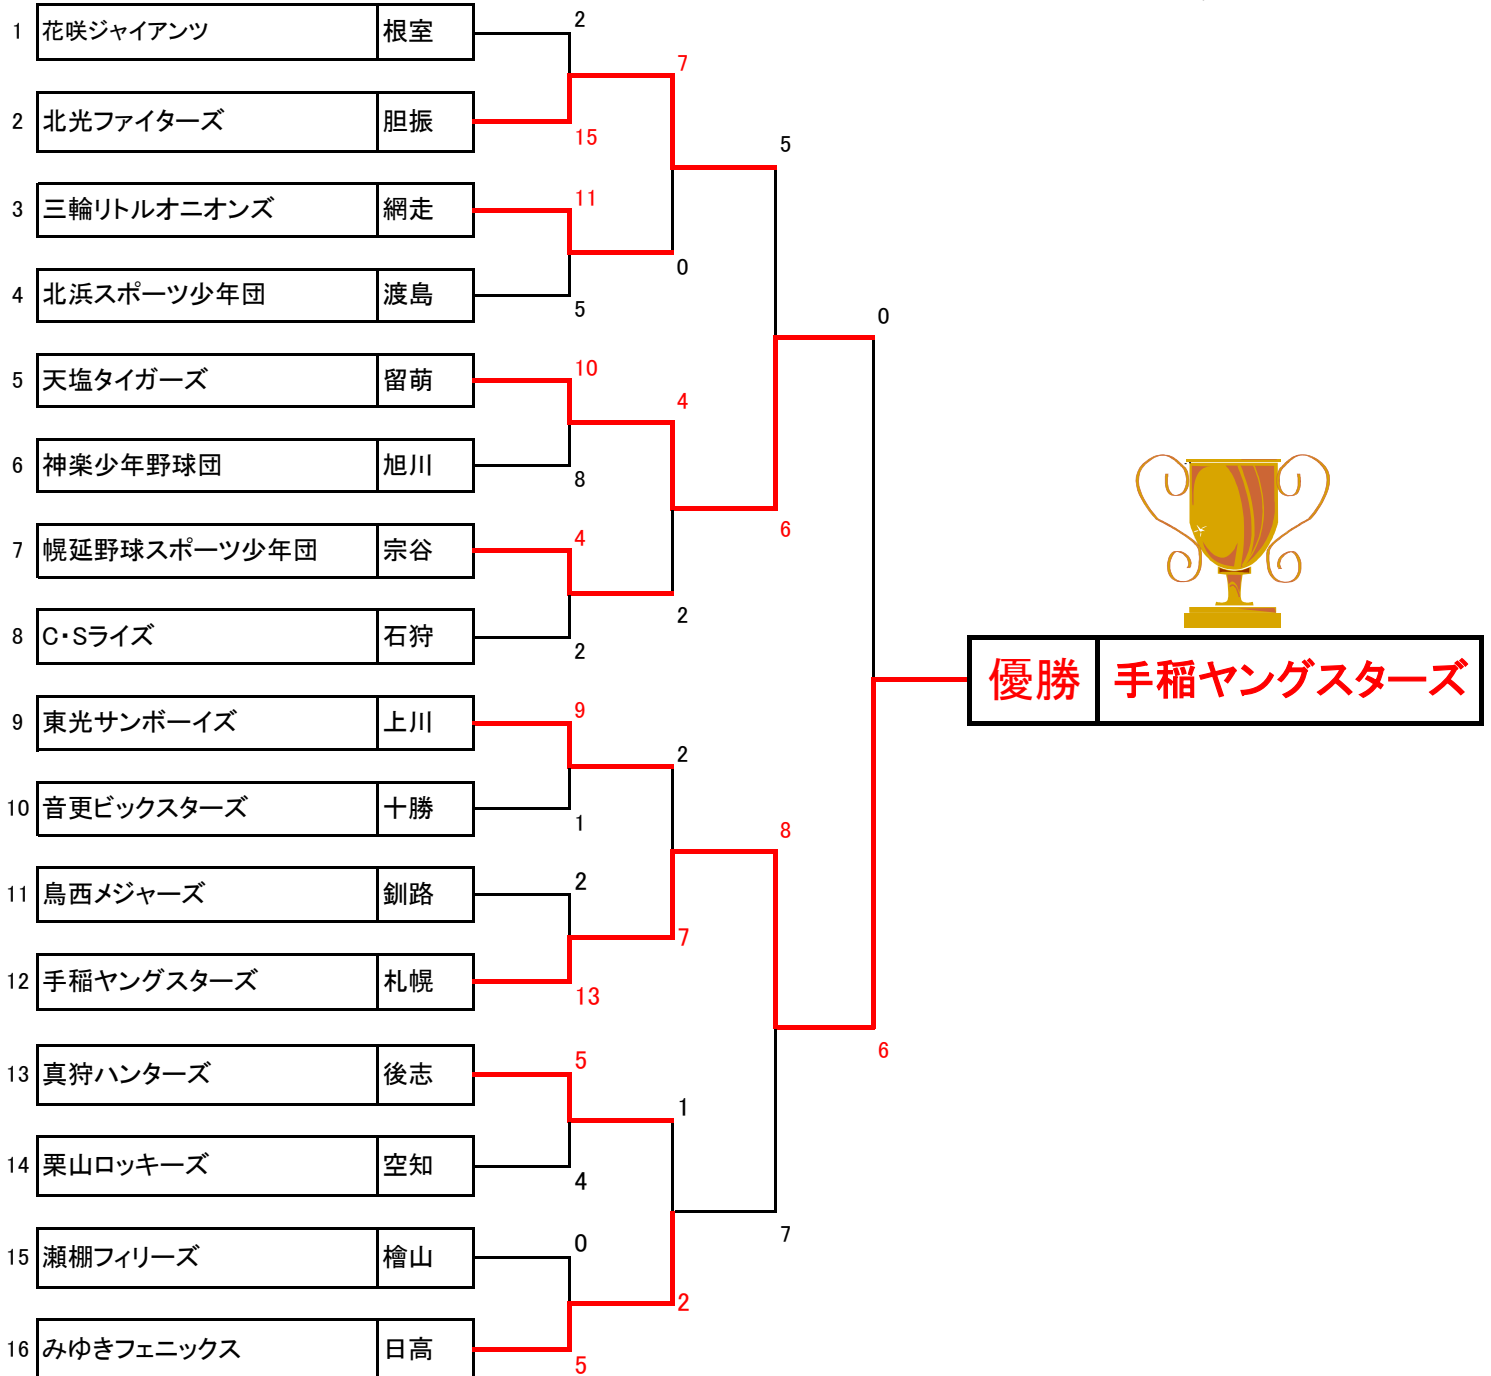 1 花咲ジャイアンツ 根室 2
7
2 北光ファイターズ 胆振 15
5
3 三輪リトルオニオンズ 網走 11
0
4 北浜スポーツ少年団 渡島 5
0
5 天塩タイガーズ 留萌 10
4
6 神楽少年野球団 旭川 8
6
7 幌延野球スポーツ少年団 宗谷 4
2
8 C・Sライズ 石狩 2
優勝 手稲ヤングスターズ
9 東光サンボーイズ 上川 9
2
10 音更ビックスターズ 十勝 1
8
11 鳥西メジャーズ 釧路 2
7
12 手稲ヤングスターズ 札幌 13
6
13 真狩ハンターズ 後志 5
1
14 栗山ロッキーズ 空知 4
7
15 瀬棚フィリーズ 檜山 0
2
16 みゆきフェニックス 日高 5